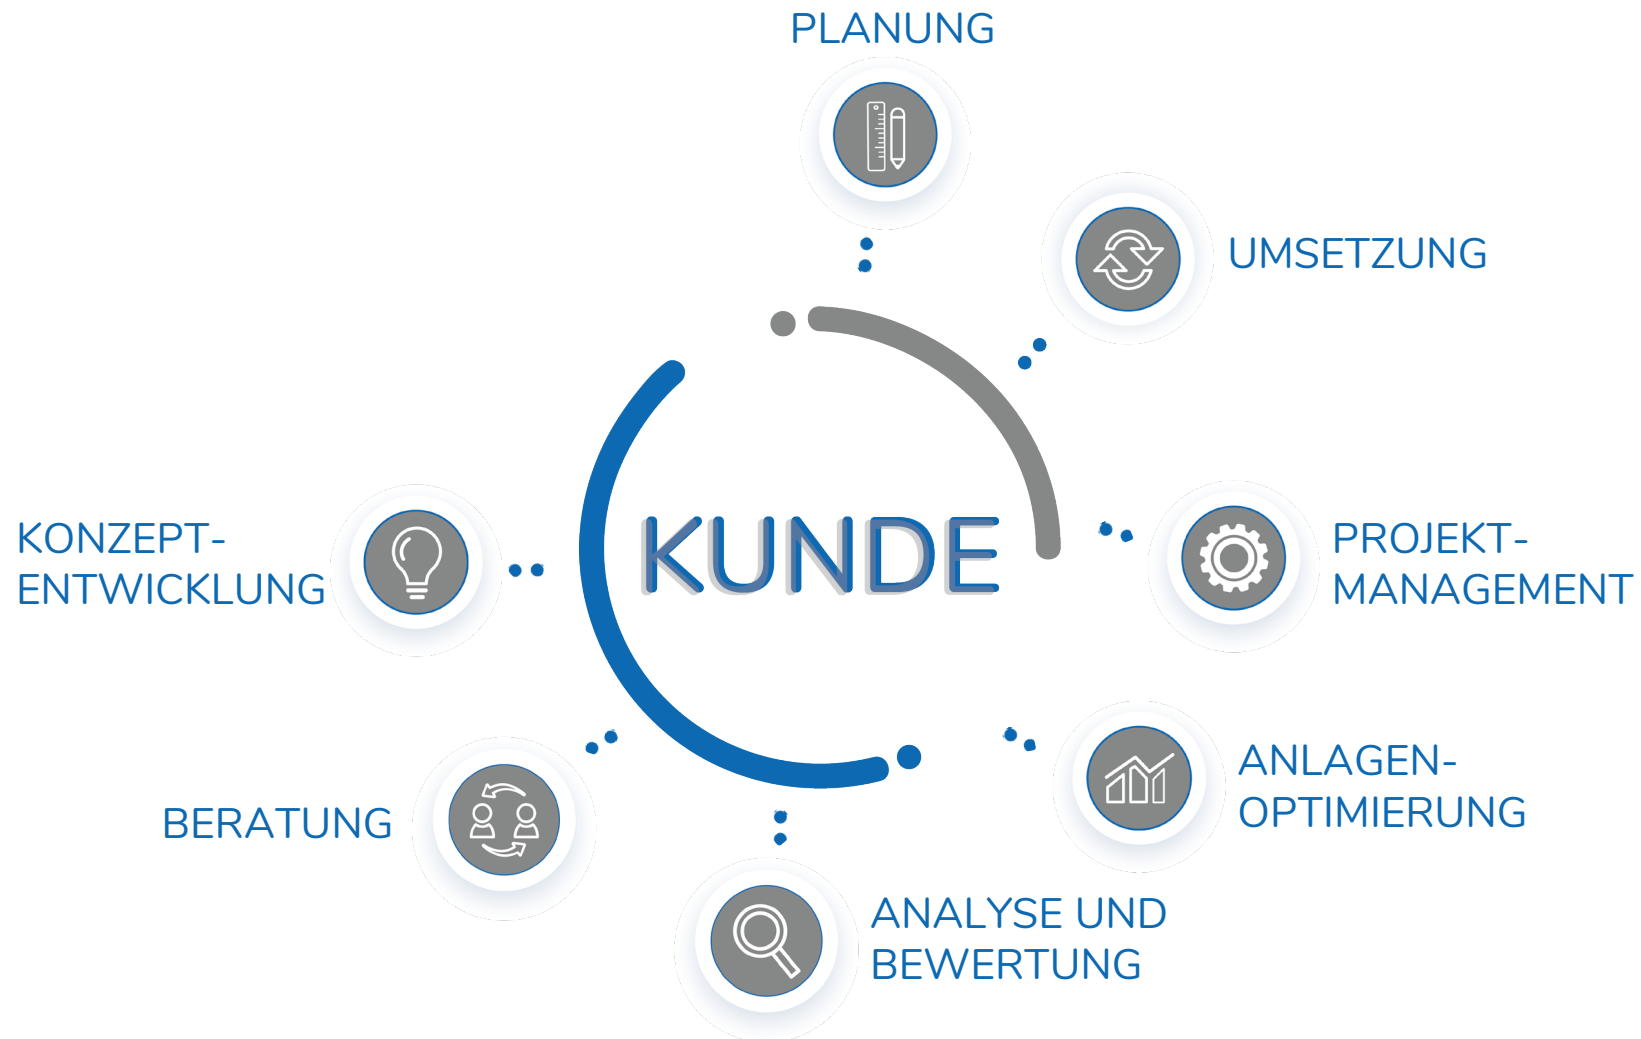 PLANUNG
UMSETZUNG
KUNDE
KONZEPT-
ENTWICKLUNG
PROJEKT-
MANAGEMENT
ANLAGEN-
OPTIMIERUNG
BERATUNG
ANALYSE UND
BEWERTUNG